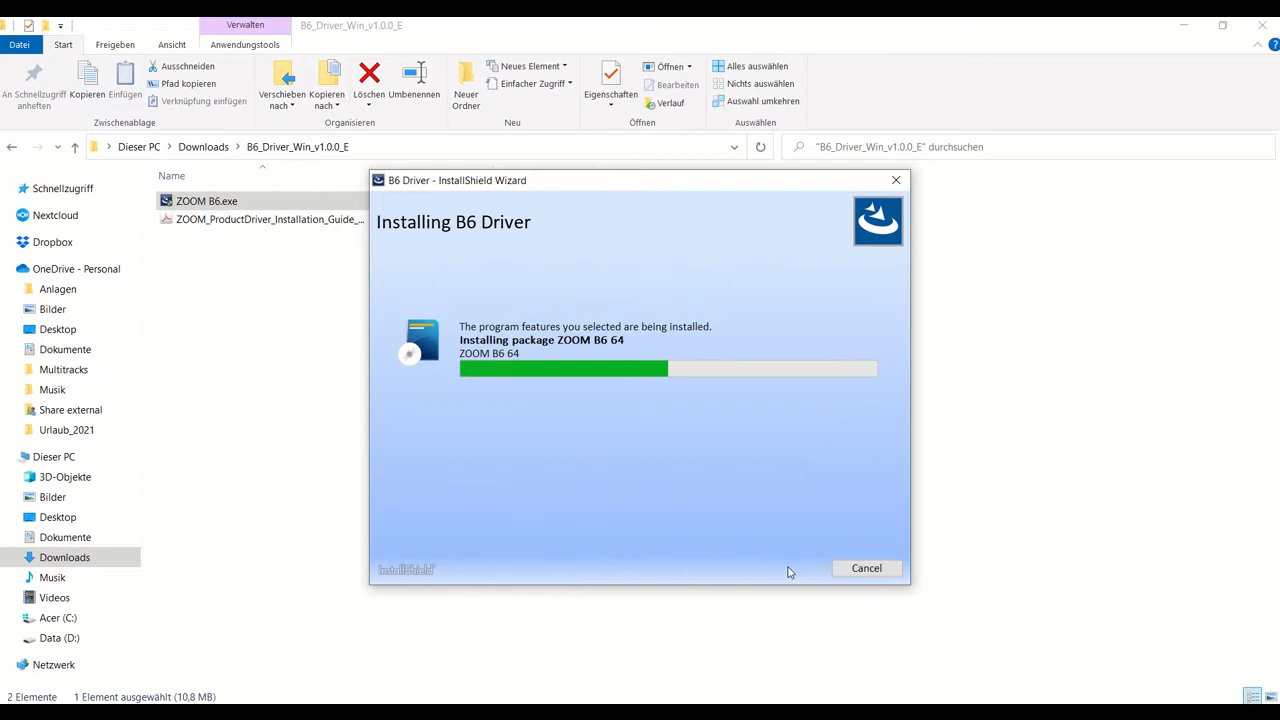 Verwalten
B6_Driver_Win_v1.0.0_E
Datei
Start
Freigeben
Ansicht
Anwendungstools
An Schnellzugriff
anheften
Kopieren
Einfügen
Ausschneiden
Pfad kopieren
Verknüpfung einfügen
Zwischenablage
Verschieben
nach
Kopieren
nach
Löschen
Umbenennen
Organisieren
Neuer
Ordner
Neues Element
Einfacher Zugriff
Neu
Eigenschaften
Öffnen
Bearbeiten
Verlauf
Öffnen
Alles auswählen
Nichts auswählen
Auswahl umkehren
Auswählen
Dieser PC
Downloads
B6_Driver_Win_v1.0.0_E
"B6_Driver_Win_v1.0.0_E" durchsuchen
Name
ZOOM B6.exe
ZOOM_ProductDriver_Installation_Guide_...
Schnellzugriff
Nextcloud
Dropbox
OneDrive - Personal
Anlagen
Bilder
Desktop
Dokumente
Multitracks
Musik
Share external
Urlaub_2021
Dieser PC
3D-Objekte
Bilder
Desktop
Dokumente
Downloads
Musik
Videos
Acer (C:)
Data (D:)
Netzwerk
B6 Driver - InstallShield Wizard
Installing B6 Driver
The program features you selected are being installed.
Installing package ZOOM B6 64
ZOOM B6 64
InstallShield
Cancel
2 Elemente
1 Element ausgewählt (10,8 MB)